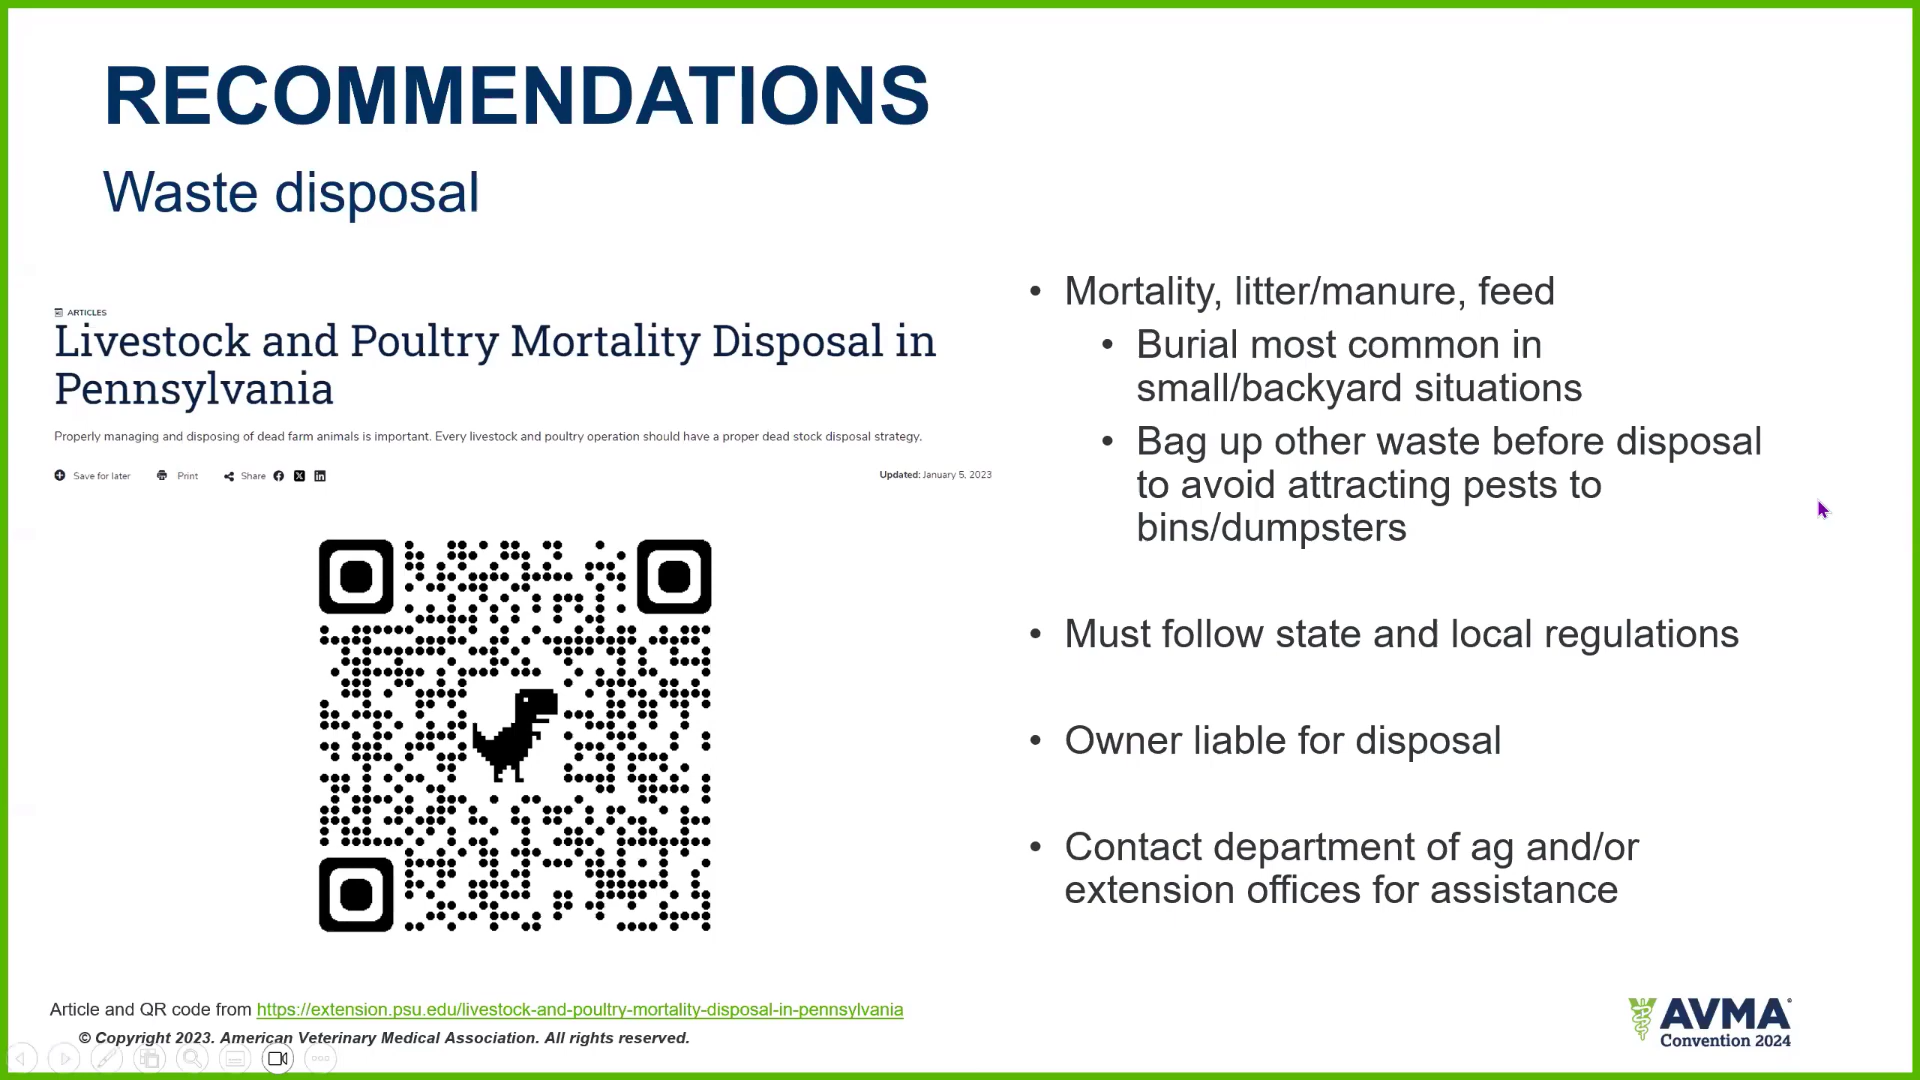 RECOMMENDATIONS
Waste disposal
ARTICLES
Livestock and Poultry Mortality Disposal in
Pennsylvania
Properly managing and disposing of dead farm animals is important. Every livestock and poultry operation should have a proper dead stock disposal strategy.
Save for later Print Share Updated: January 5, 2023
• Mortality, litter/manure, feed
• Burial most common in
small/backyard situations
• Bag up other waste before disposal
to avoid attracting pests to
bins/dumpsters
• Must follow state and local regulations
• Owner liable for disposal
• Contact department of ag and/or
extension offices for assistance
Article and QR code from https://extension.psu.edu/livestock-and-poultry-mortality-disposal-in-pennsylvania
© Copyright 2023. American Veterinary Medical Association. All rights reserved.
AVMA
Convention 2024